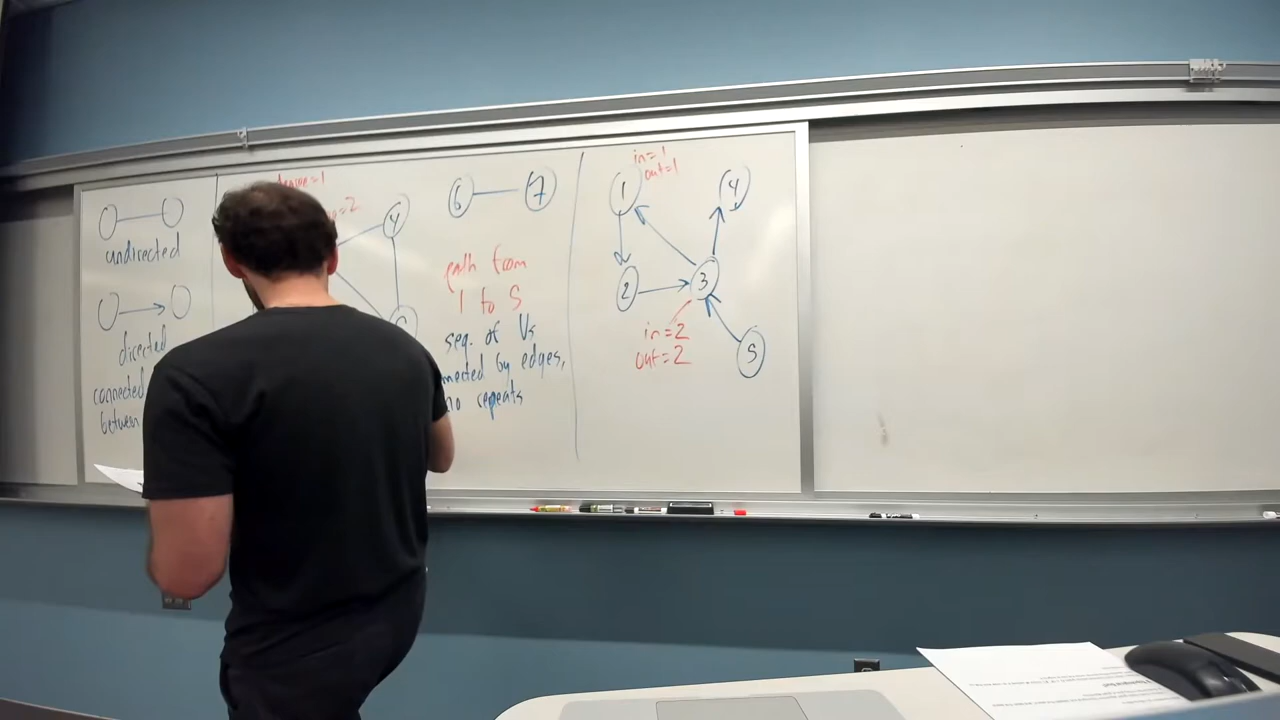 undirected
directed
connected
between
degree=1
=2
4
6
7
path from
1 to 5
seq. of Vs
connected by edges,
no repeats
in=1
out=1
1
4
2
3
in=2
out=2
5